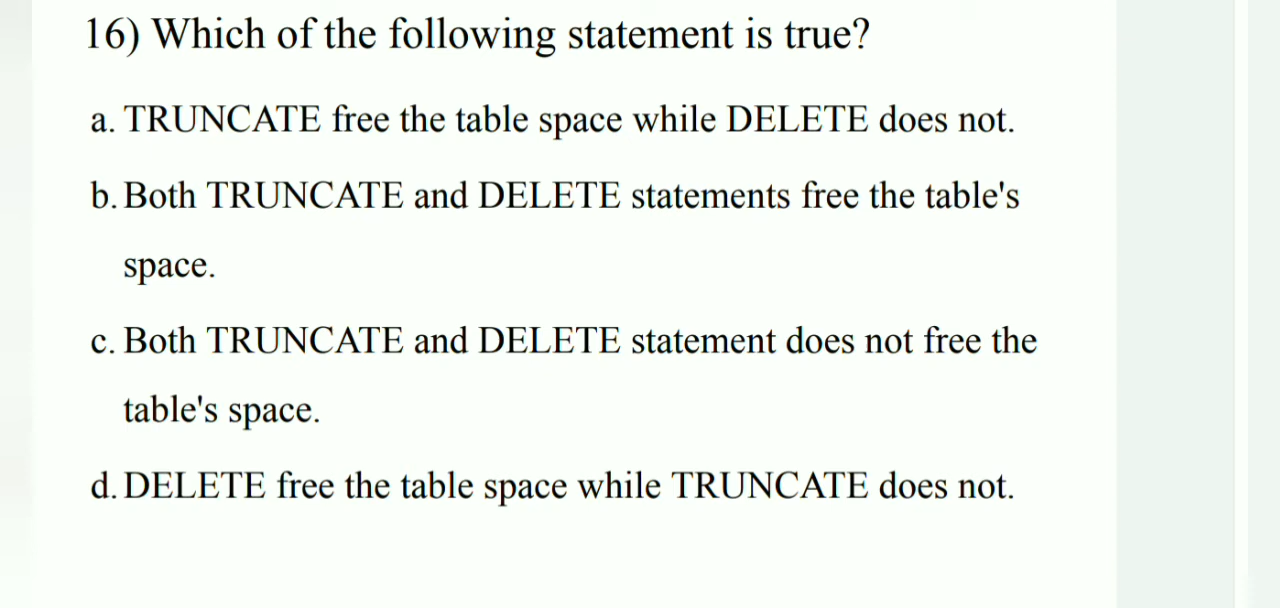 16) Which of the following statement is true?
a. TRUNCATE free the table space while DELETE does not.
b. Both TRUNCATE and DELETE statements free the table's
space.
c. Both TRUNCATE and DELETE statement does not free the
table's space.
d. DELETE free the table space while TRUNCATE does not.